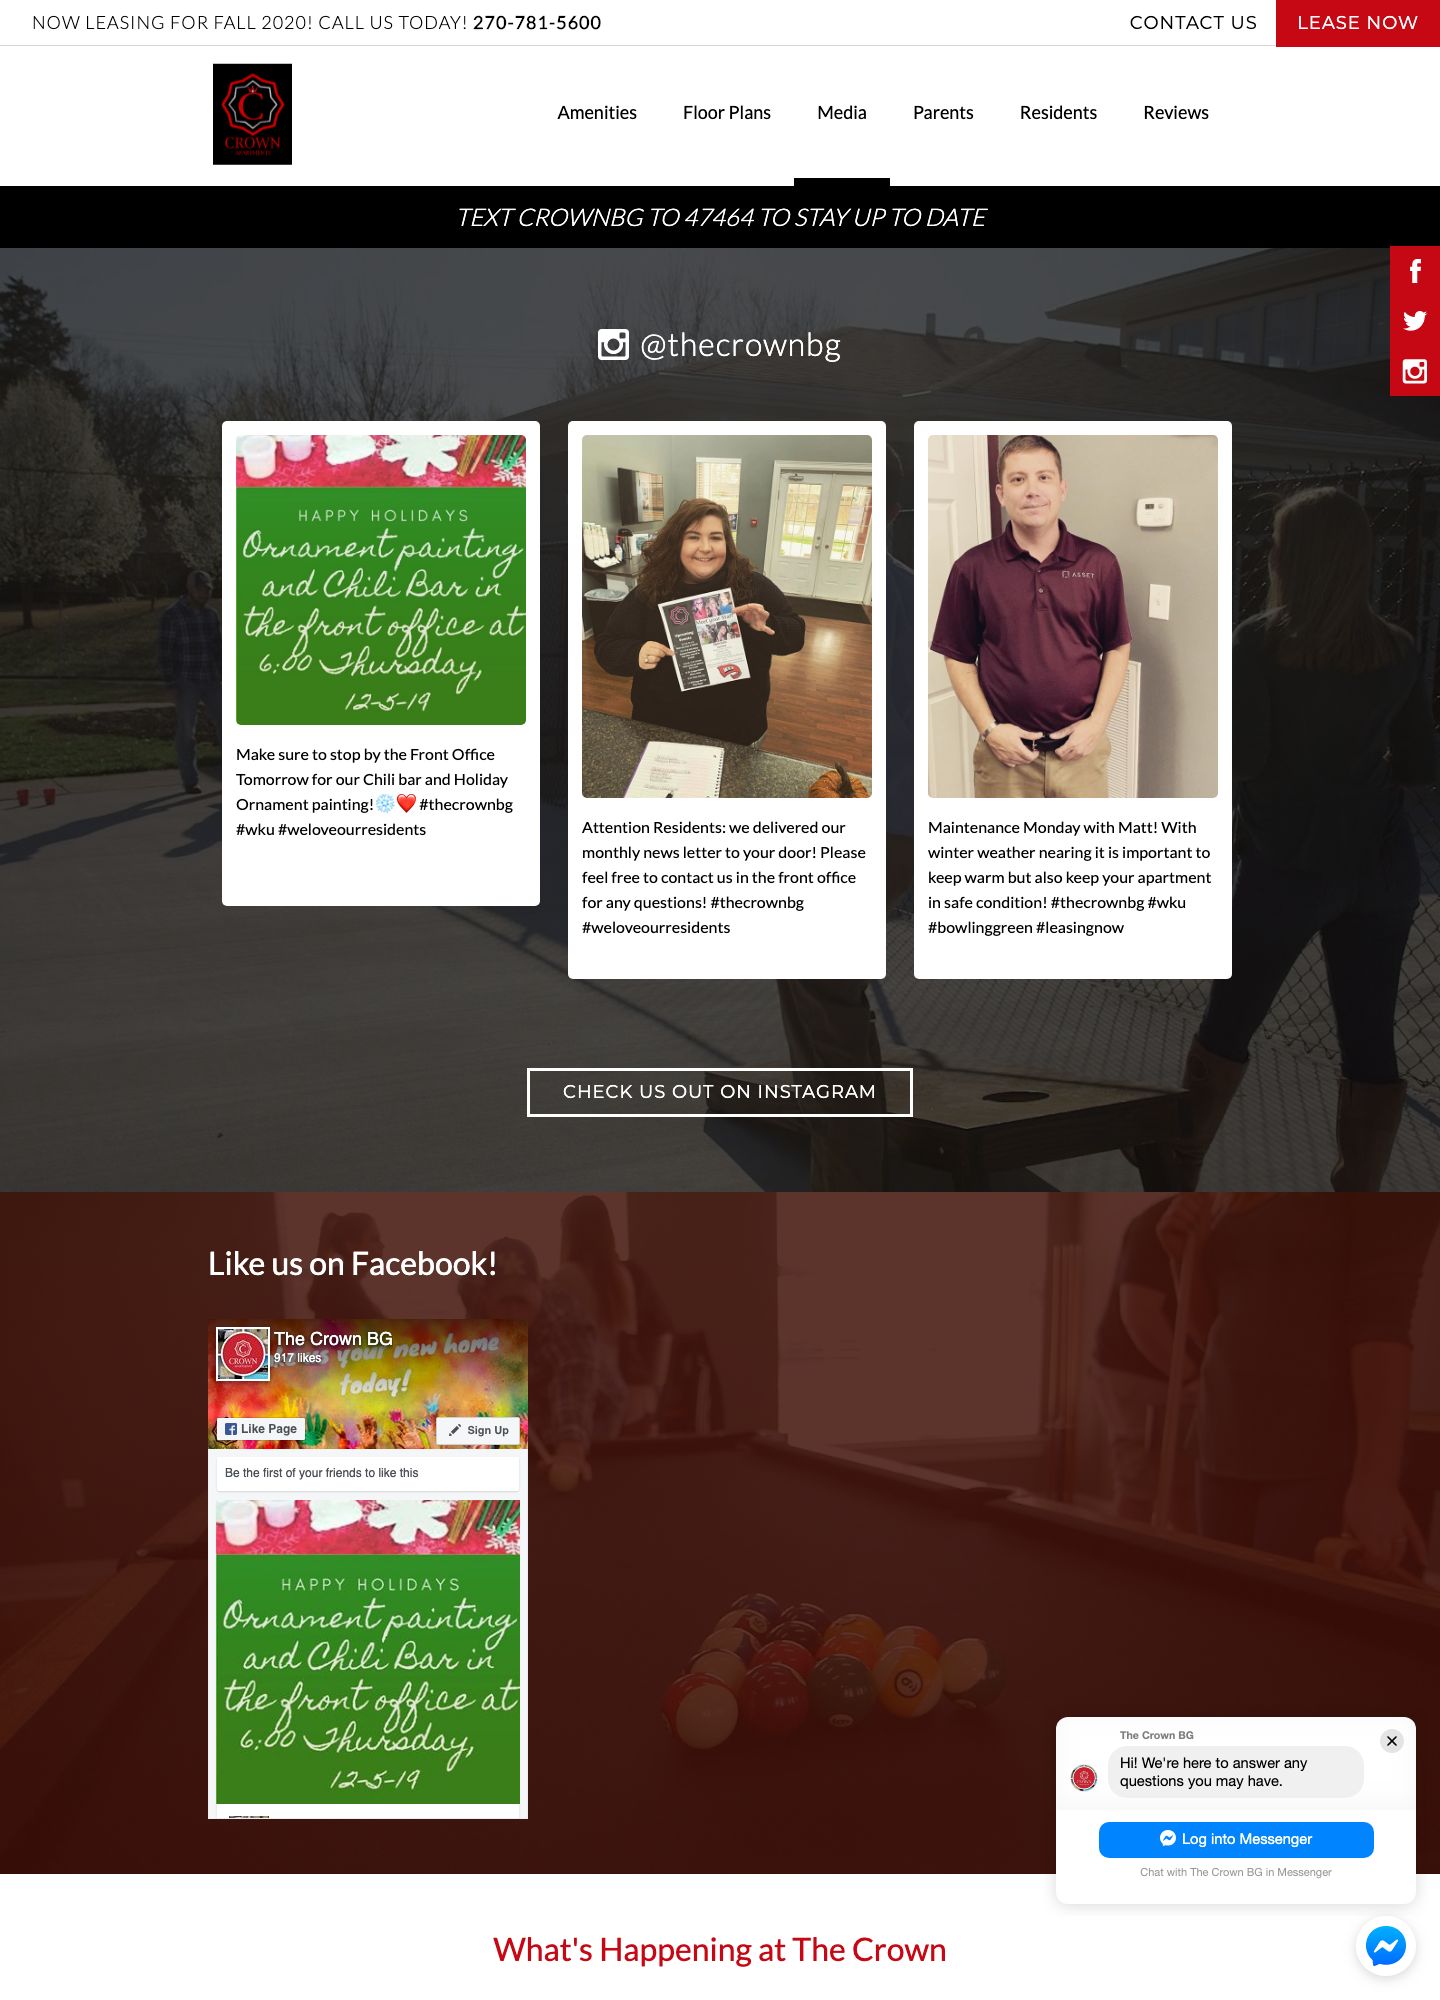 NOW LEASING FOR FALL 2020! CALL US TODAY! 270-781-5600
CONTACT US
LEASE NOW
C
CROWN
Amenities
Floor Plans
Media
Parents
Residents
Reviews
TEXT CROWNBG TO 47464 TO STAY UP TO DATE
@thecrownbg
HAPPY HOLIDAYS
Ornament painting
and Chili Bar in
the front office at
6:00 Thursday,
12-5-19
Make sure to stop by the Front Office
Tomorrow for our Chili bar and Holiday
Ornament painting!❄️❤️ #thecrownbg
#wku #weloveourresidents
Attention Residents: we delivered our
monthly news letter to your door! Please
feel free to contact us in the front office
for any questions! #thecrownbg
#weloveourresidents
ASSET
Maintenance Monday with Matt! With
winter weather nearing it is important to
keep warm but also keep your apartment
in safe condition! #thecrownbg #wku
#bowlinggreen #leasingnow
CHECK US OUT ON INSTAGRAM
Like us on Facebook!
The Crown BG
917 likes
CROWN
your new home
today!
Like Page
Sign Up
Be the first of your friends to like this
HAPPY HOLIDAYS
Ornament painting
and Chili Bar in
the front office at
6:00 Thursday,
12-5-19
The Crown BG
Hi! We're here to answer any
questions you may have.
Log into Messenger
Chat with The Crown BG in Messenger
What's Happening at The Crown